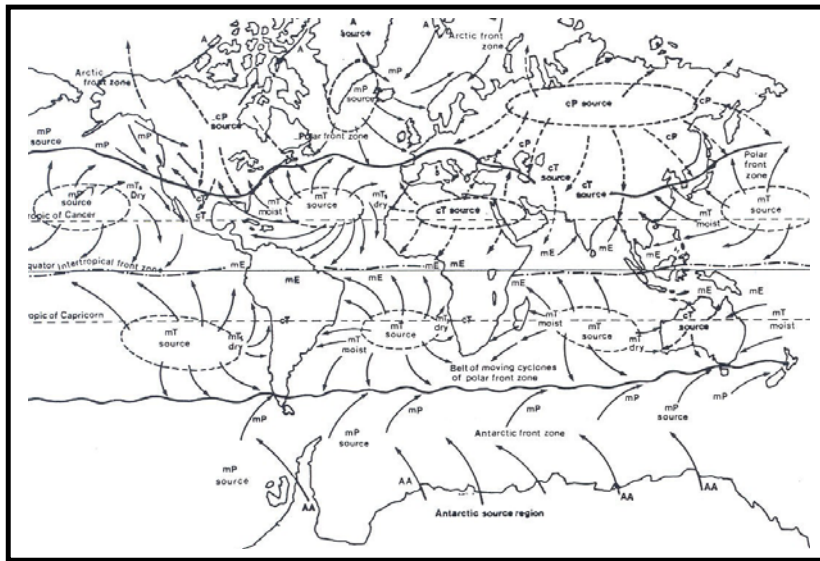 A
A
source
A
A
Arctic front
zone
Arctic
front
zone
mP
source
cP
source
cP source
cP
cP
mP
source
mP
mP
Polar front zone
cP
cP
Polar
front
zone
cT
source
cT
source
mP
source
mTs
Dry
cT
cT
mT
moist
mT
source
mTs
dry
cT source
mT
moist
mT
source
ropic of Cancer
mE
mE
quator Intertropical front zone
mE
mE
mE
mE
mE
mE
mE
mE
mE
ropic of Capricorn
mT
source
mTs
dry
cT
mT
moist
mT
source
mTs
dry
cT
mT
moist
mT
source
mT
dry
cT
source
mT
moist
Belt of moving cyclones
of polar front zone
mP
mP
source
mP
mP
mP
mP
source
mP
Antarctic front zone
mP
source
AA
AA
AA
AA
Antarctic source region